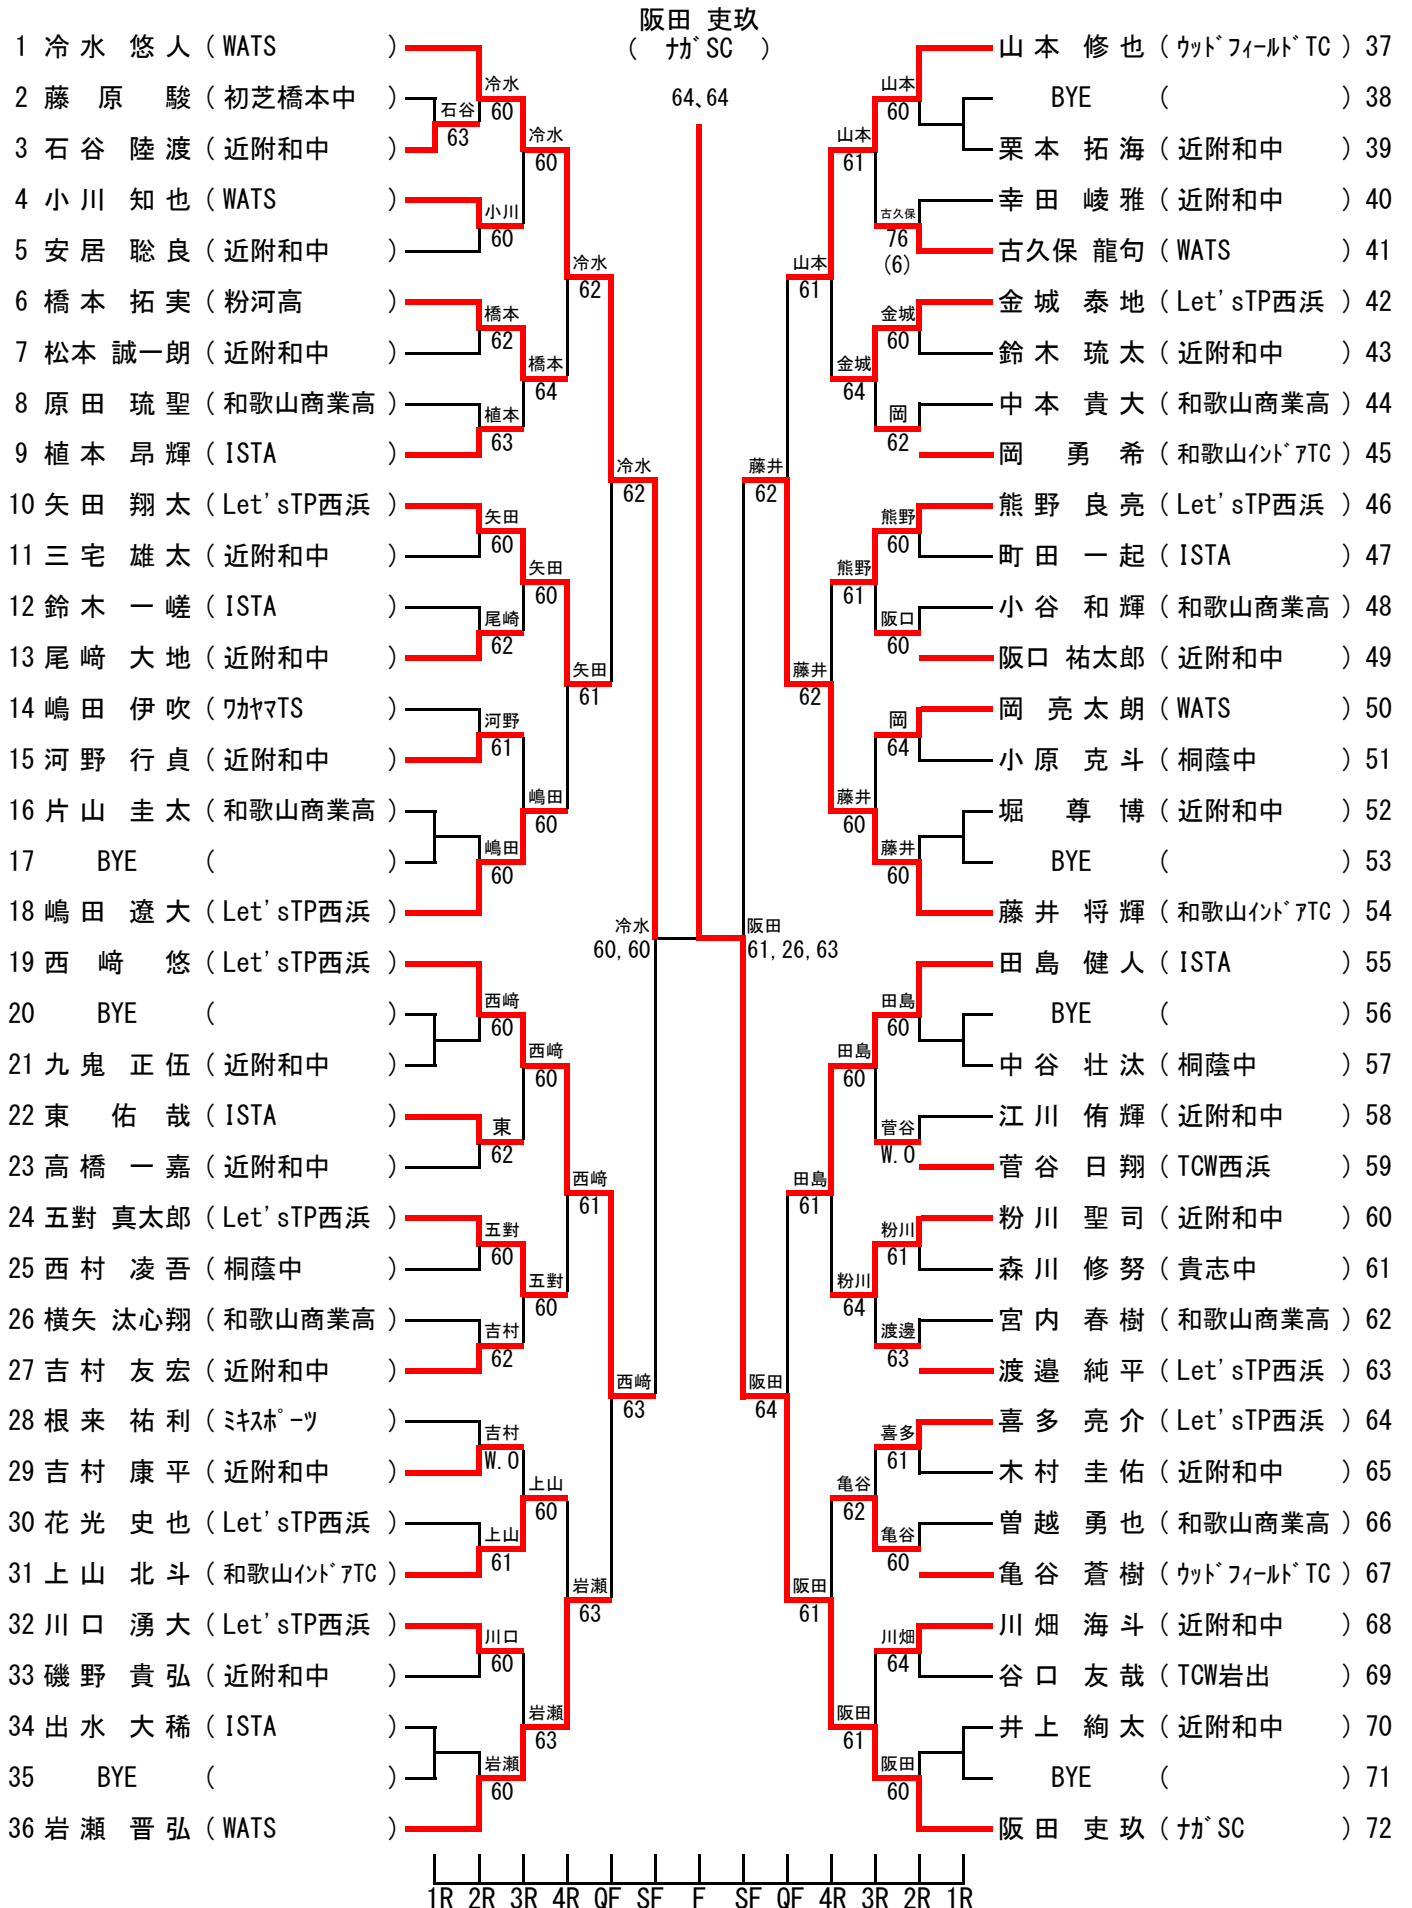 阪田 吏玖
( ﾅｶﾞSC )
64、64
1 冷水 悠人 ( WATS )
2 藤原 駿 ( 初芝橋本中 )
3 石谷 陸渡 ( 近附和中 )
4 小川 知也 ( WATS )
5 安居 聡良 ( 近附和中 )
6 橋本 拓実 ( 粉河高 )
7 松本 誠一朗 ( 近附和中 )
8 原田 琉聖 ( 和歌山商業高 )
9 植本 昂輝 ( ISTA )
10 矢田 翔太 ( Let'sTP西浜 )
11 三宅 雄太 ( 近附和中 )
12 鈴木 一嵯 ( ISTA )
13 尾﨑 大地 ( 近附和中 )
14 嶋田 伊吹 ( ﾜｶﾔﾏTS )
15 河野 行貞 ( 近附和中 )
16 片山 圭太 ( 和歌山商業高 )
17 BYE ( )
18 嶋田 遼大 ( Let'sTP西浜 )
19 西﨑 悠 ( Let'sTP西浜 )
20 BYE ( )
21 九鬼 正伍 ( 近附和中 )
22 東 佑哉 ( ISTA )
23 高橋 一嘉 ( 近附和中 )
24 五對 真太郎 ( Let'sTP西浜 )
25 西村 凌吾 ( 桐蔭中 )
26 横矢 汰心翔 ( 和歌山商業高 )
27 吉村 友宏 ( 近附和中 )
28 根来 祐利 ( ﾐｷｽﾎﾟｰﾂ )
29 吉村 康平 ( 近附和中 )
30 花光 史也 ( Let'sTP西浜 )
31 上山 北斗 ( 和歌山ｲﾝﾄﾞｱTC )
32 川口 湧大 ( Let'sTP西浜 )
33 磯野 貴弘 ( 近附和中 )
34 出水 大稀 ( ISTA )
35 BYE ( )
36 岩瀬 晋弘 ( WATS )
石谷
63
冷水
60
小川
60
橋本
62
植本
63
矢田
60
尾崎
62
河野
61
嶋田
60
西﨑
60
東
62
五對
60
吉村
62
吉村
W.O
上山
61
川口
60
岩瀬
60
冷水
60
橋本
64
矢田
60
嶋田
60
西﨑
60
五對
60
上山
60
岩瀬
63
冷水
62
矢田
61
西﨑
61
岩瀬
63
冷水
62
西﨑
63
冷水
60,60
阪田
61,26,63
藤井
62
阪田
64
山本
61
藤井
62
田島
61
阪田
61
山本
61
金城
64
熊野
61
藤井
60
田島
60
粉川
64
亀谷
62
阪田
61
山本
60
古久保
76
(6)
金城
60
岡
62
熊野
60
阪口
60
岡
64
藤井
60
田島
60
菅谷
W.O
粉川
61
渡邊
63
喜多
61
亀谷
60
川畑
64
阪田
60
山本 修也 ( ｳｯﾄﾞﾌｨｰﾙﾄﾞTC ) 37
BYE ( ) 38
栗本 拓海 ( 近附和中 ) 39
幸田 崚雅 ( 近附和中 ) 40
古久保 龍句 ( WATS ) 41
金城 泰地 ( Let'sTP西浜 ) 42
鈴木 琉太 ( 近附和中 ) 43
中本 貴大 ( 和歌山商業高 ) 44
岡 勇希 ( 和歌山ｲﾝﾄﾞｱTC ) 45
熊野 良亮 ( Let'sTP西浜 ) 46
町田 一起 ( ISTA ) 47
小谷 和輝 ( 和歌山商業高 ) 48
阪口 祐太郎 ( 近附和中 ) 49
岡 亮太朗 ( WATS ) 50
小原 克斗 ( 桐蔭中 ) 51
堀 尊博 ( 近附和中 ) 52
BYE ( ) 53
藤井 将輝 ( 和歌山ｲﾝﾄﾞｱTC ) 54
田島 健人 ( ISTA ) 55
BYE ( ) 56
中谷 壮汰 ( 桐蔭中 ) 57
江川 侑輝 ( 近附和中 ) 58
菅谷 日翔 ( TCW西浜 ) 59
粉川 聖司 ( 近附和中 ) 60
森川 修努 ( 貴志中 ) 61
宮内 春樹 ( 和歌山商業高 ) 62
渡邉 純平 ( Let'sTP西浜 ) 63
喜多 亮介 ( Let'sTP西浜 ) 64
木村 圭佑 ( 近附和中 ) 65
曽越 勇也 ( 和歌山商業高 ) 66
亀谷 蒼樹 ( ｳｯﾄﾞﾌｨｰﾙﾄﾞTC ) 67
川畑 海斗 ( 近附和中 ) 68
谷口 友哉 ( TCW岩出 ) 69
井上 絢太 ( 近附和中 ) 70
BYE ( ) 71
阪田 吏玖 ( ﾅｶﾞSC ) 72
1R 2R 3R 4R QF SF F SF QF 4R 3R 2R 1R